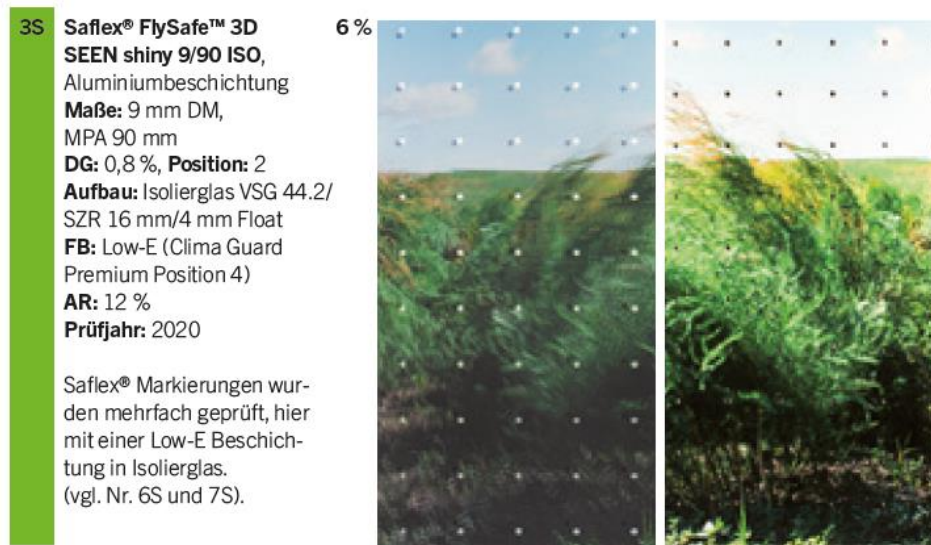 3S Saflex® FlySafe™ 3D 6 %
SEEN shiny 9/90 ISO,
Aluminiumbeschichtung
Maße: 9 mm DM,
MPA 90 mm
DG: 0,8 %, Position: 2
Aufbau: Isolierglas VSG 44.2/
SZR 16 mm/4 mm Float
FB: Low-E (Clima Guard
Premium Position 4)
AR: 12 %
Prüfjahr: 2020
Saflex® Markierungen wur-
den mehrfach geprüft, hier
mit einer Low-E Beschich-
tung in Isolierglas.
(vgl. Nr. 6S und 7S).